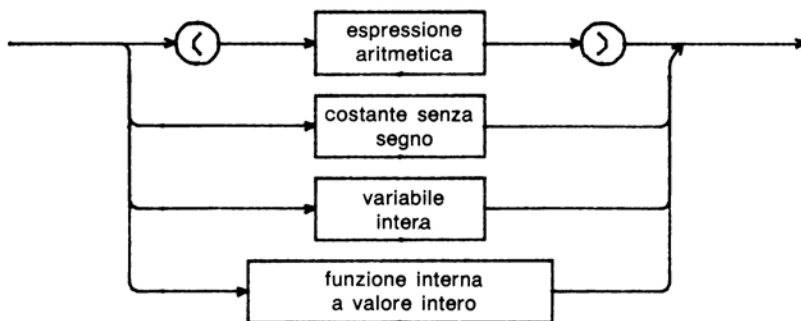 < espressione >
aritmetica
costante senza
segno
variabile
intera
funzione interna
a valore intero